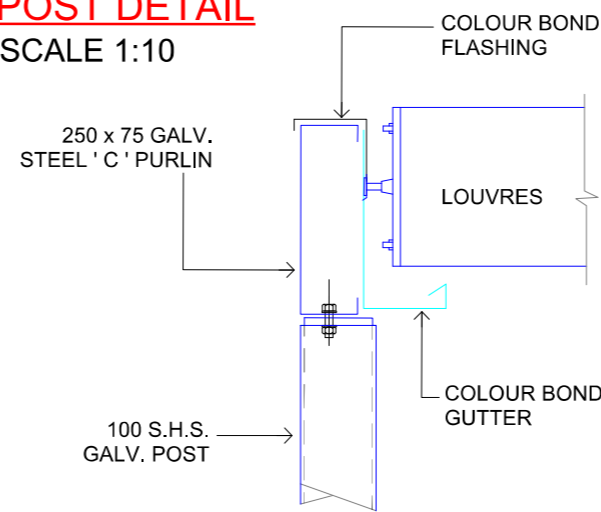 POST DETAIL
SCALE 1:10
COLOUR BOND
FLASHING
250 x 75 GALV.
STEEL ' C ' PURLIN
LOUVRES
COLOUR BOND
GUTTER
100 S.H.S.
GALV. POST